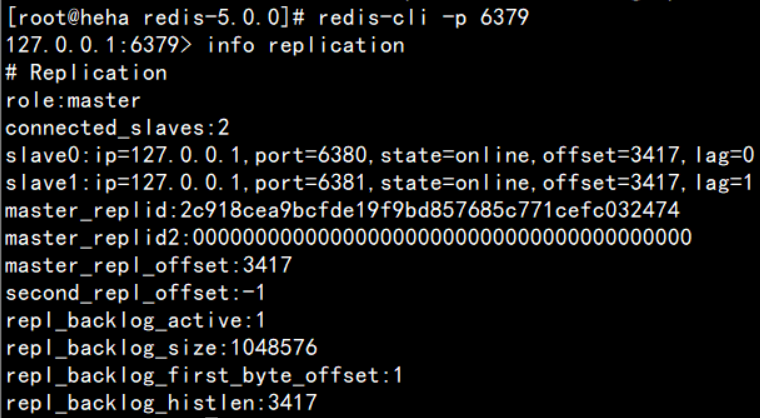 [root@heha redis-5.0.0]# redis-cli -p 6379
127.0.0.1:6379> info replication
# Replication
role:master
connected_slaves:2
slave0:ip=127.0.0.1,port=6380,state=online,offset=3417,lag=0
slave1:ip=127.0.0.1,port=6381,state=online,offset=3417,lag=1
master_replid:2c918cea9bcfde19f9bd857685c771cefc032474
master_replid2:0000000000000000000000000000000000000000
master_repl_offset:3417
second_repl_offset:-1
repl_backlog_active:1
repl_backlog_size:1048576
repl_backlog_first_byte_offset:1
repl_backlog_histlen:3417